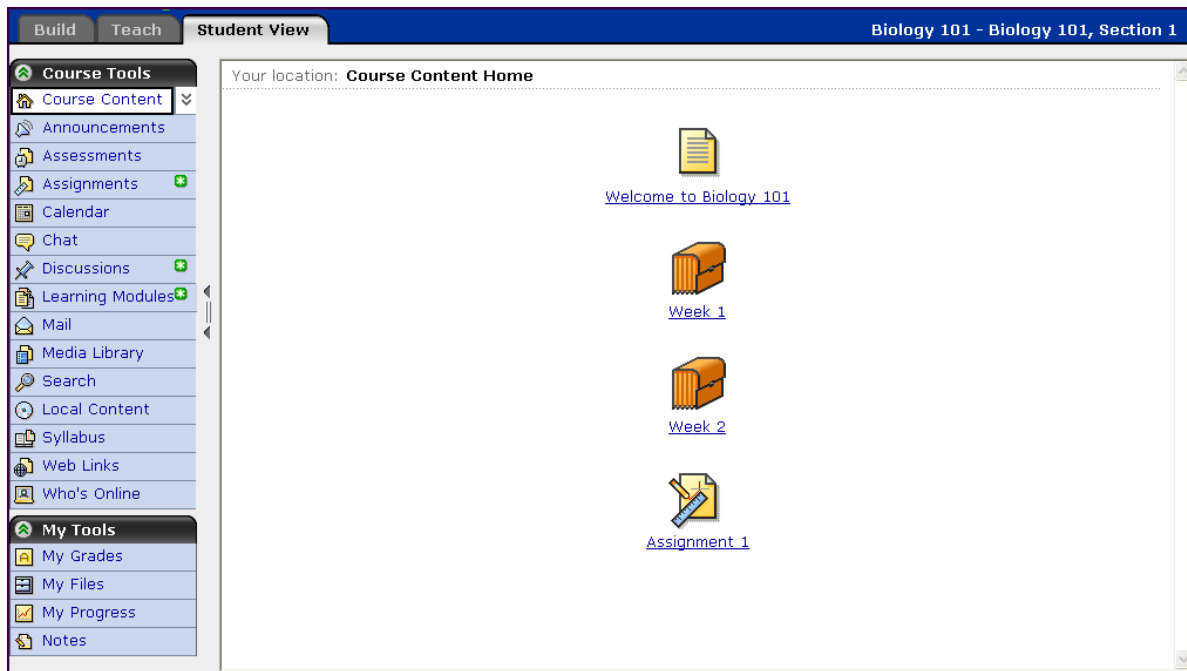 Build Teach Student View Biology 101 - Biology 101, Section 1
Course Tools
Course Content
Announcements
Assessments
Assignments
Calendar
Chat
Discussions
Learning Modules
Mail
Media Library
Search
Local Content
Syllabus
Web Links
Who's Online
My Tools
My Grades
My Files
My Progress
Notes
Your location: Course Content Home
Welcome to Biology 101
Week 1
Week 2
Assignment 1